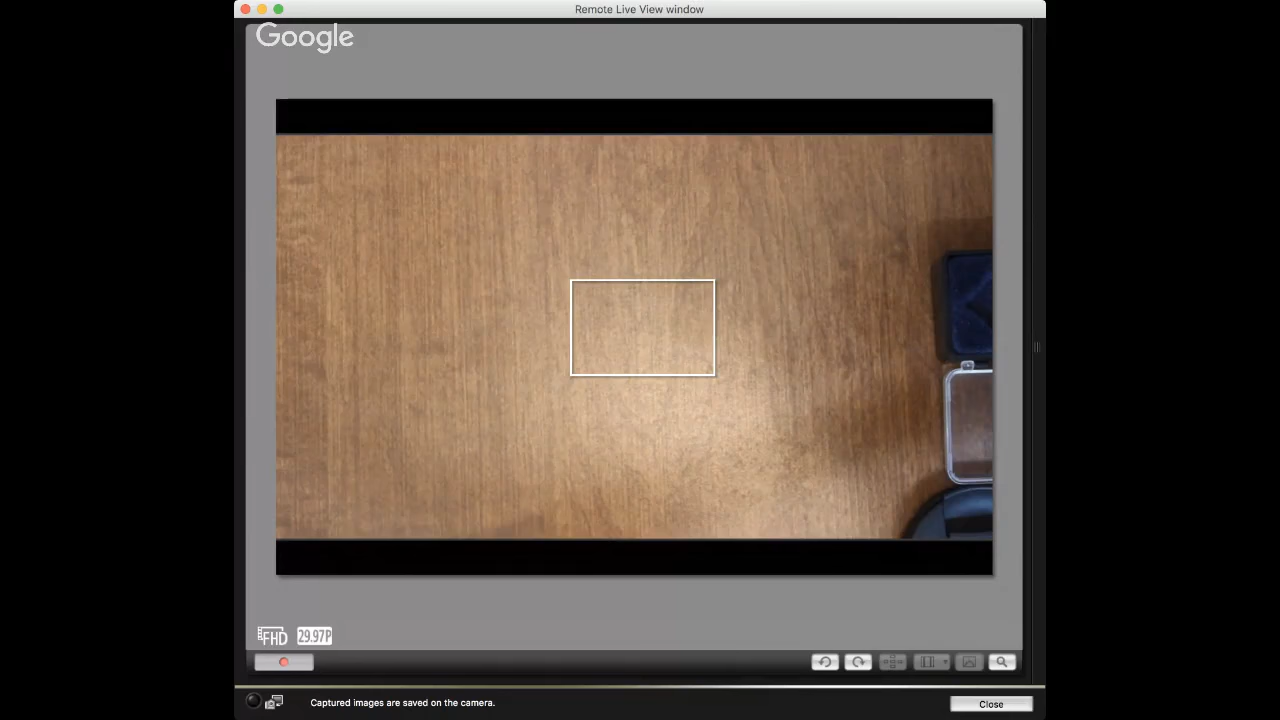 Remote Live View window
Google
FHD
29.97P
Captured images are saved on the camera.
Close